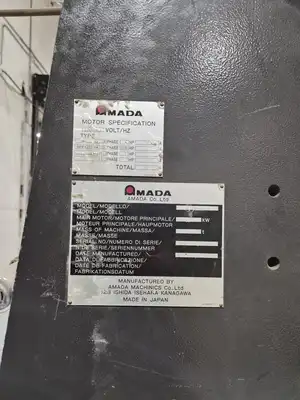 AMADA
MOTOR SPECIFICATION
VOLT/HZ
TYPE
TOTAL
AMADA
AMADA Co., Ltd
MODEL/MODELLO/
MODELL/MODELL
MAIN MOTOR/MOTORE PRINCIPALE/ KW
MOTEUR PRINCIPALE/HAUPMOTOR
MASS OF MACHINE/MASSA/ t
MASSE/MASSE
SERIAL NO/NUMERO DI SERIE/
SERIE/SERIENNUMMER
DATE MANUFACTURED/
DATA DI FABBRICAZIONE/
DATE DE FABRICATION/
FABRIKATIONSDATUM
MANUFACTURED BY
AMADA MACHINICS Co., Ltd
ISHIDA ISEHARA KANAGAWA
MADE IN JAPAN